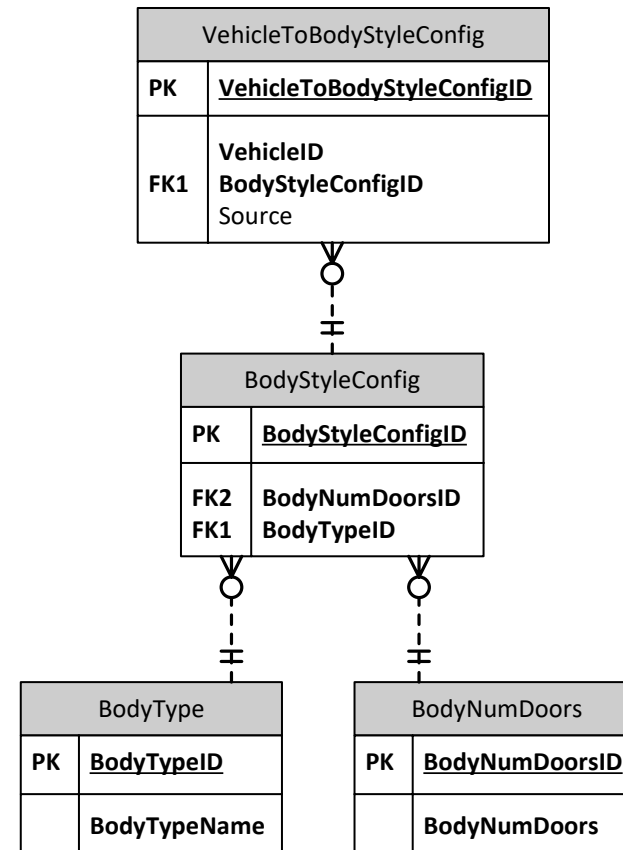 VehicleToBodyStyleConfig
PK VehicleToBodyStyleConfigID
VehicleID
FK1 BodyStyleConfigID
Source
BodyStyleConfig
PK BodyStyleConfigID
FK2 BodyNumDoorsID
FK1 BodyTypeID
BodyType
PK BodyTypeID
BodyTypeName
BodyNumDoors
PK BodyNumDoorsID
BodyNumDoors